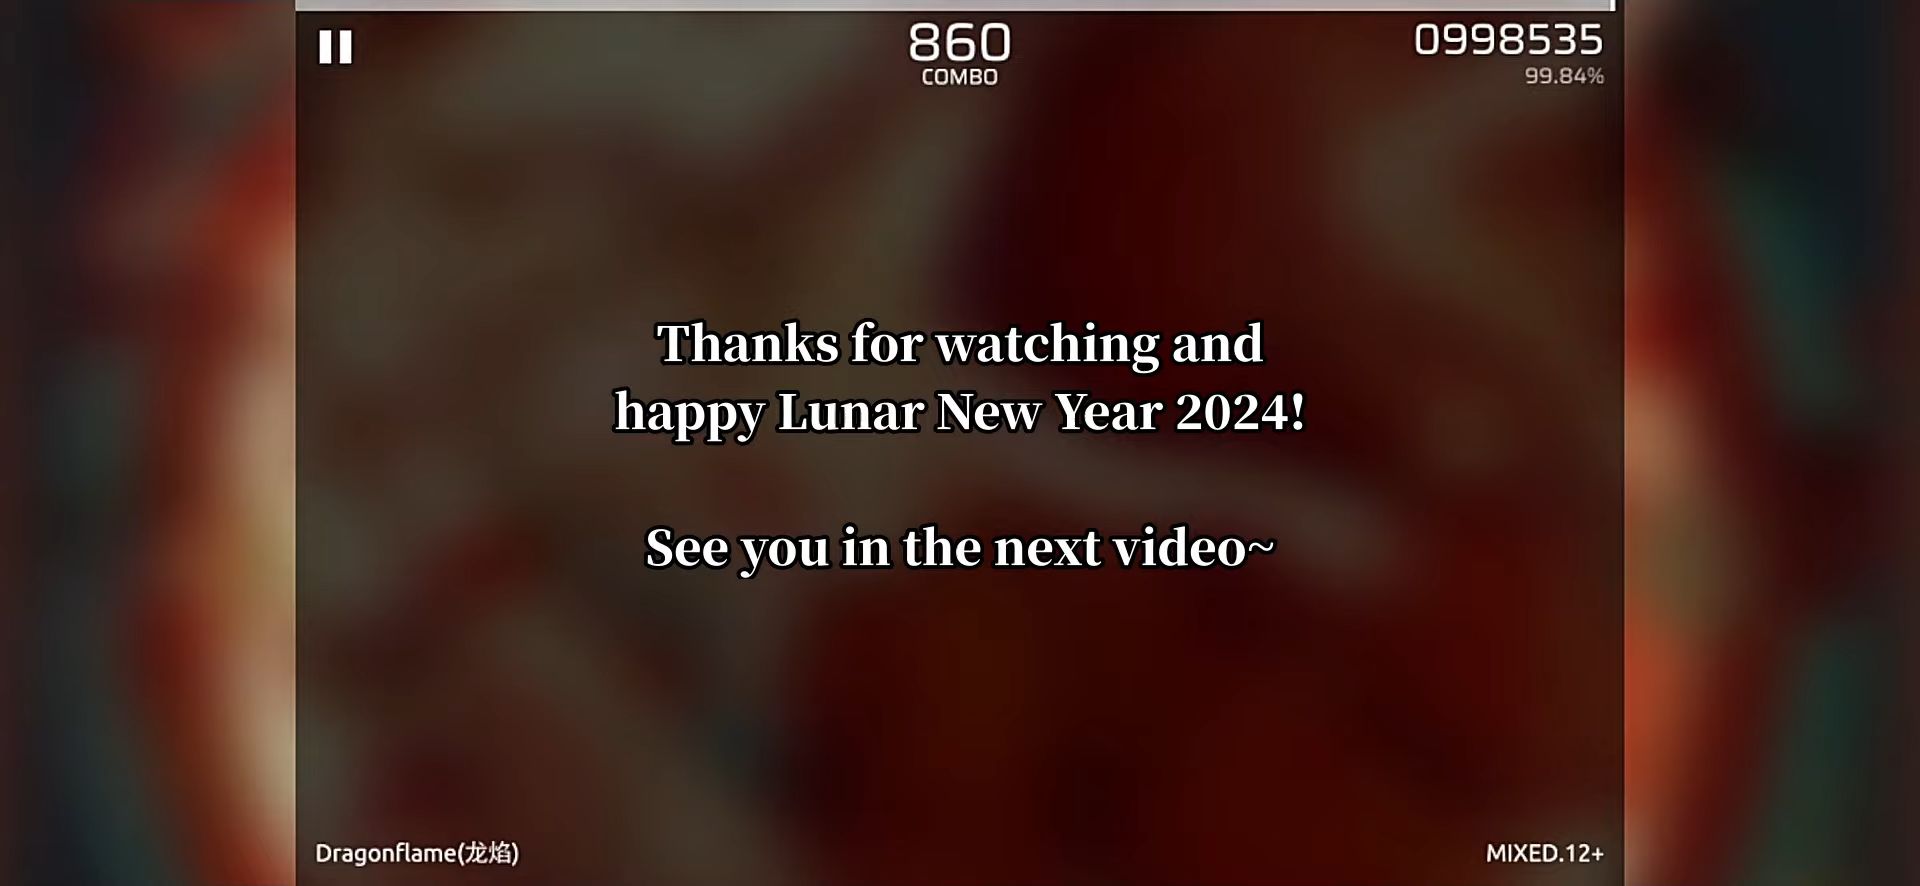 860
COMBO
0998535
99.84%
Thanks for watching and
happy Lunar New Year 2024!
See you in the next video~
Dragonflame(龙焰)
MIXED.12+